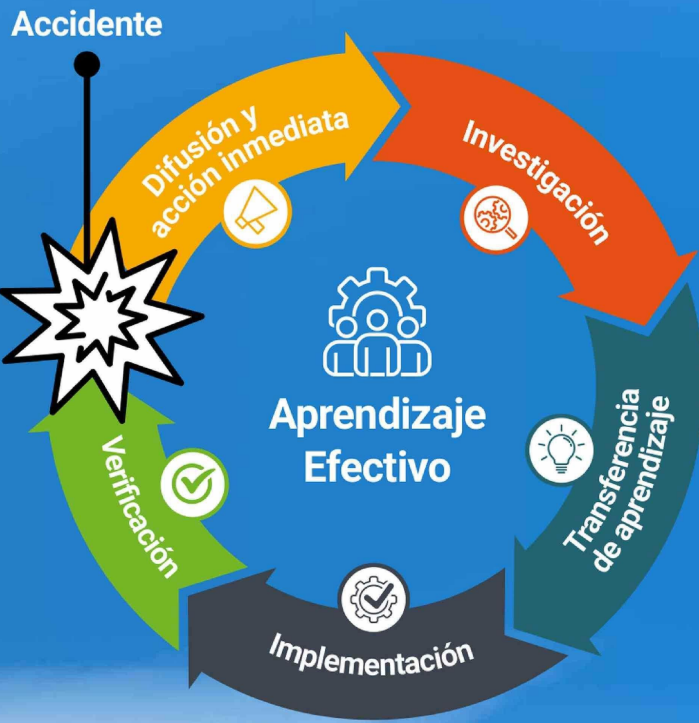 Accidente
Difusión y
acción inmediata
Investigación
Transferencia
de aprendizaje
Implementación
Verificación
Aprendizaje
Efectivo